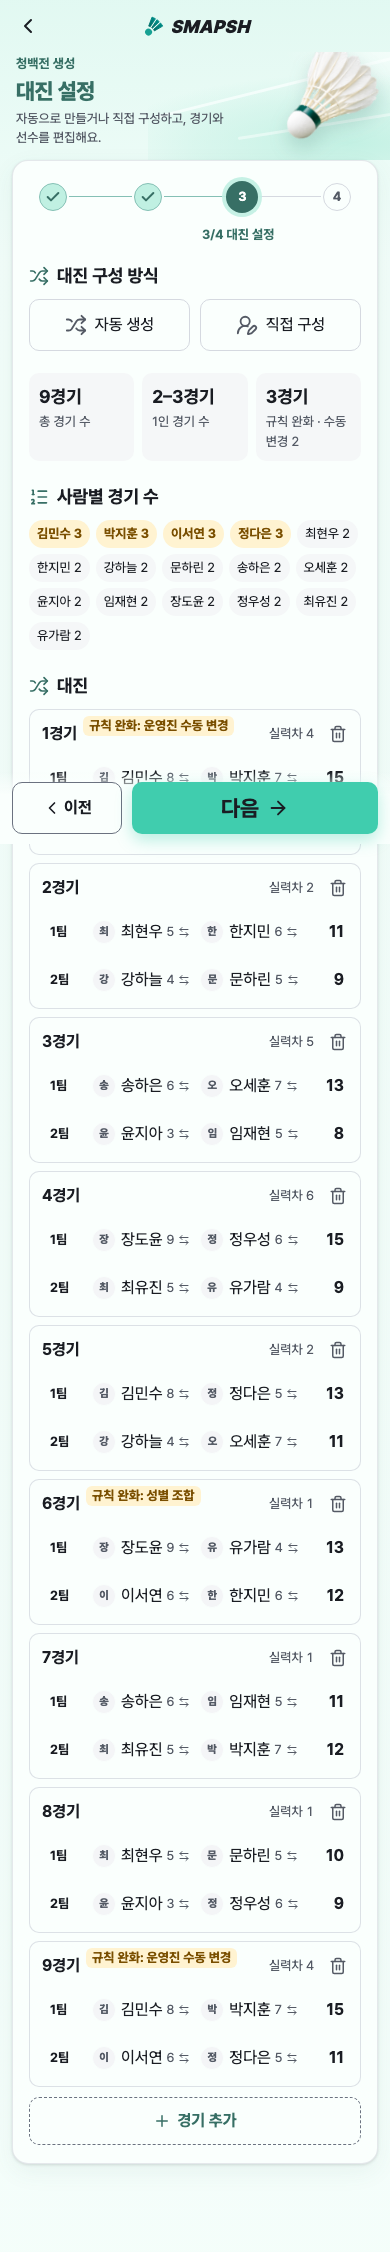 SMAPSH
청백전 생성
대진 설정
자동으로 만들거나 직접 구성하고, 경기와
선수를 편집해요.
3 4
3/4 대진 설정
대진 구성 방식
자동 생성 직접 구성
9경기 2–3경기 3경기
총 경기 수 1인 경기 수 규칙 완화 · 수동
변경 2
사람별 경기 수
김민수 3 박지훈 3 이서연 3 정다은 3 최현우 2
한지민 2 강하늘 2 문하린 2 송하은 2 오세훈 2
윤지아 2 임재현 2 장도윤 2 정우성 2 최유진 2
유가람 2
대진
1경기 규칙 완화: 운영진 수동 변경 실력차 4
1팀 김 김민수 8 박 박지훈 7 15
이전 다음
2경기 실력차 2
1팀 최 최현우 5 한 한지민 6 11
2팀 강 강하늘 4 문 문하린 5 9
3경기 실력차 5
1팀 송 송하은 6 오 오세훈 7 13
2팀 윤 윤지아 3 임 임재현 5 8
4경기 실력차 6
1팀 장 장도윤 9 정 정우성 6 15
2팀 최 최유진 5 유 유가람 4 9
5경기 실력차 2
1팀 김 김민수 8 정 정다은 5 13
2팀 강 강하늘 4 오 오세훈 7 11
6경기 규칙 완화: 성별 조합 실력차 1
1팀 장 장도윤 9 유 유가람 4 13
2팀 이 이서연 6 한 한지민 6 12
7경기 실력차 1
1팀 송 송하은 6 임 임재현 5 11
2팀 최 최유진 5 박 박지훈 7 12
8경기 실력차 1
1팀 최 최현우 5 문 문하린 5 10
2팀 윤 윤지아 3 정 정우성 6 9
9경기 규칙 완화: 운영진 수동 변경 실력차 4
1팀 김 김민수 8 박 박지훈 7 15
2팀 이 이서연 6 정 정다은 5 11
경기 추가